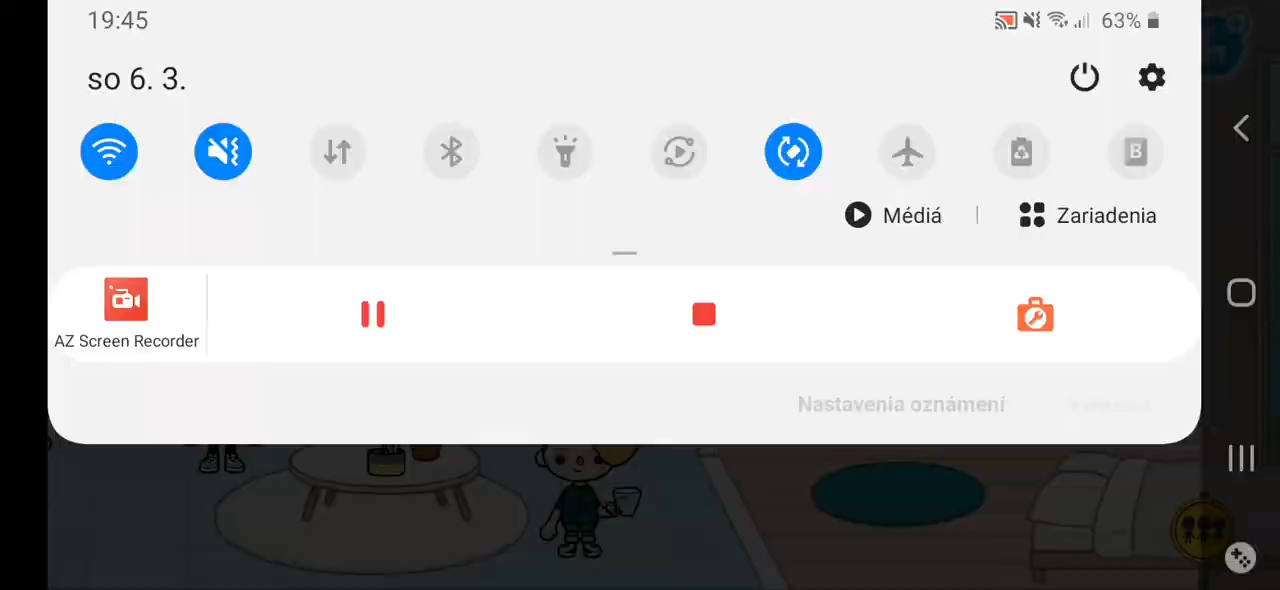 19:45
63%
so 6. 3.
B
Médiá
Zariadenia
AZ Screen Recorder
Nastavenia oznámení